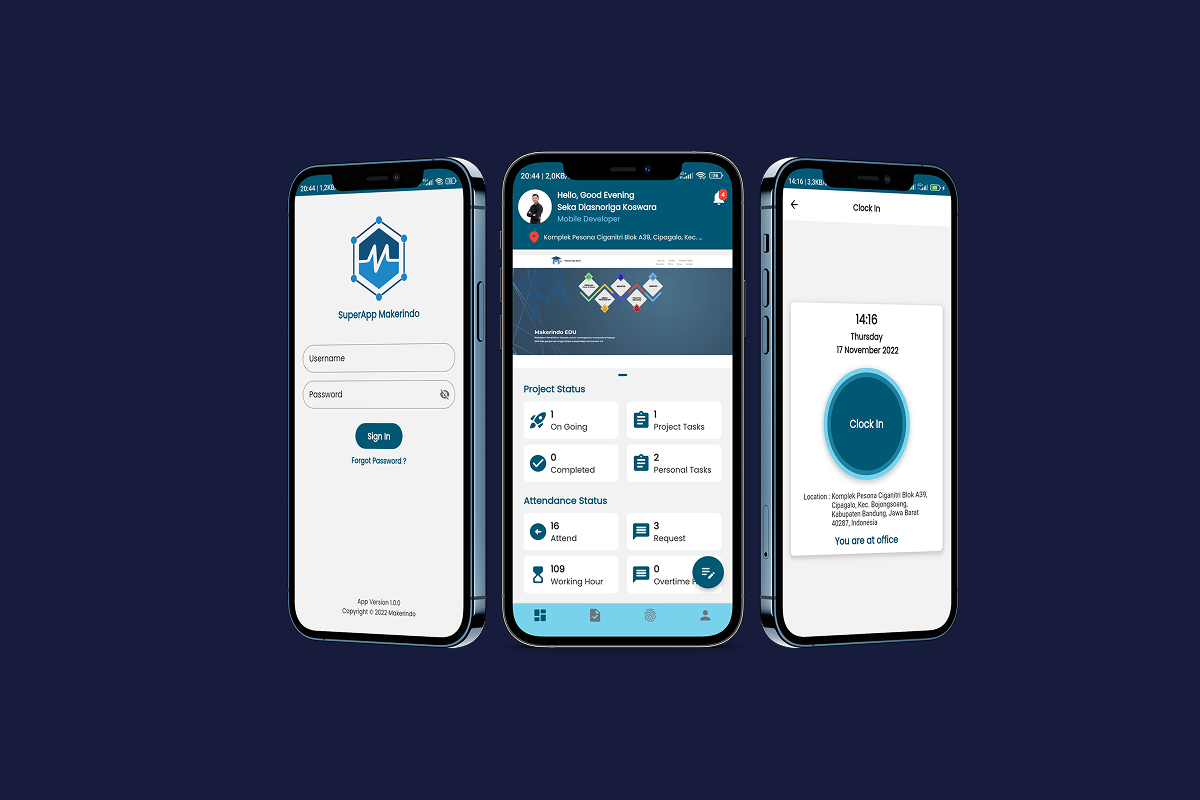 20:44 | 1,2KB
SuperApp Makerindo
Username
Password
Sign In
Forgot Password ?
App Version 1.0.0
Copyright © 2022 Makerindo
20:44 | 2,0KB/
Hello, Good Evening
Seka Diasnoriga Koswara
Mobile Developer
4
Komplek Pesona Ciganitri Blok A39, Cipagalo, Kec. ...
Makerindo EDU
Project Status
1
On Going
1
Project Tasks
0
Completed
2
Personal Tasks
Attendance Status
16
Attend
3
Request
109
Working Hour
0
Overtime H
14:16 | 3,3KB/
Clock In
14:16
Thursday
17 November 2022
Clock In
Location : Komplek Pesona Ciganitri Blok A39,
Cipagalo, Kec. Bojongsoang,
Kabupaten Bandung, Jawa Barat
40287, Indonesia
You are at office